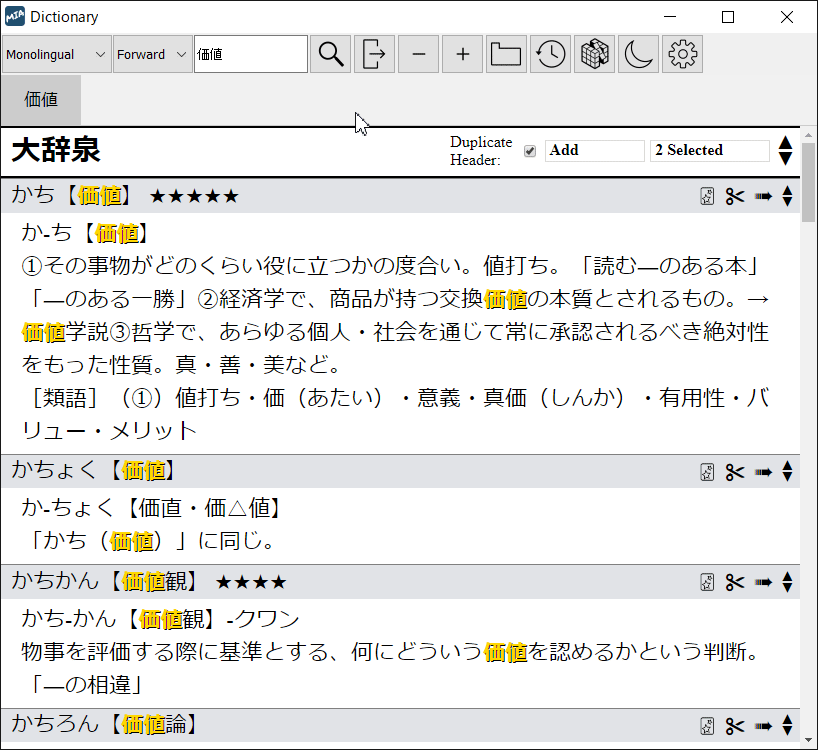 MIA Dictionary
Monolingual Forward 価値
価値
大辞泉 Duplicate Header: Add 2 Selected
かち【価値】 ★★★★★
か‐ち【価値】
①その事物がどのくらい役に立つかの度合い。値打ち。「読む―のある本」
「―のある一勝」②経済学で、商品が持つ交換価値の本質とされるもの。→
価値学説③哲学で、あらゆる個人・社会を通じて常に承認されるべき絶対性
をもった性質。真・善・美など。
［類語］（①）値打ち・価（あたい）・意義・真価（しんか）・有用性・バ
リュー・メリット
かちょく【価値】
か‐ちょく【価直・価△値】
「かち（価値）」に同じ。
かちかん【価値観】 ★★★★
かち‐かん【価値観】‐クワン
物事を評価する際に基準とする、何にどういう価値を認めるかという判断。
「―の相違」
かちろん【価値論】